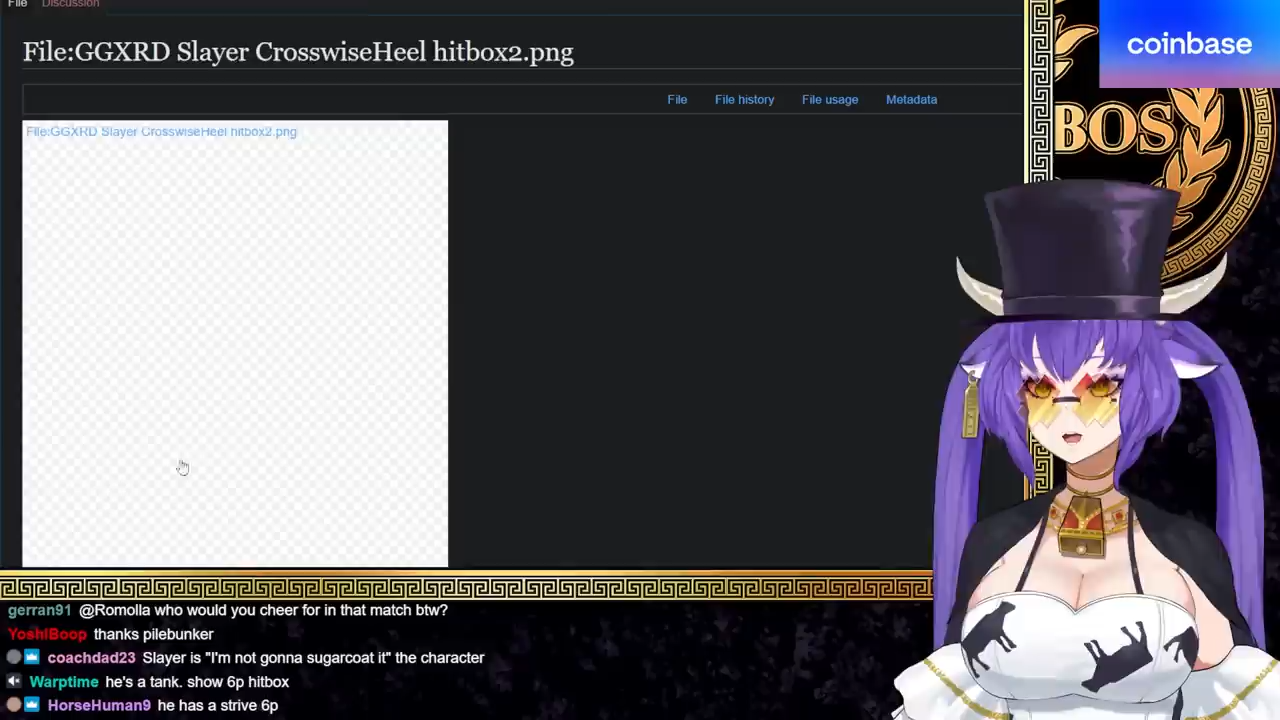 File Discussion
File:GGXRD Slayer CrosswiseHeel hitbox2.png
File File history File usage Metadata
File:GGXRD Slayer CrosswiseHeel hitbox2.png
coinbase
BOS
gerran91 @Romolla who would you cheer for in that match btw?
YoshiBoop thanks pilebunker
coachdad23 Slayer is "I'm not gonna sugarcoat it" the character
Warptime he's a tank. show 6p hitbox
HorseHuman9 he has a strive 6p